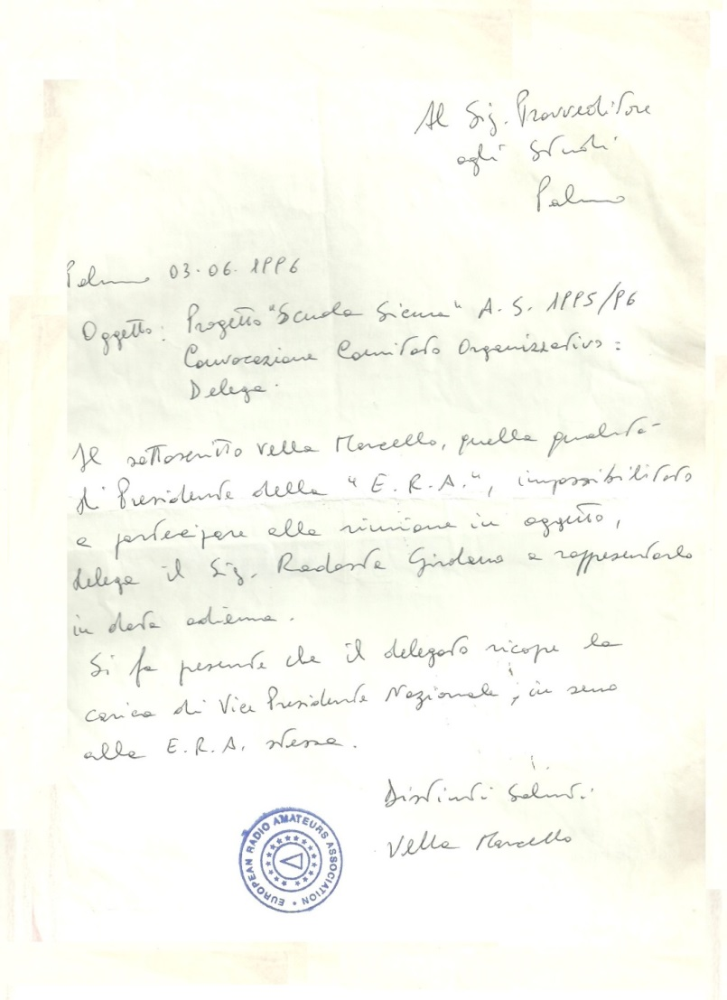 Al Sig. Provveditore
agli Studi
Palermo
Palermo 03.06.1996
Oggetto: Progetto "Scuola Sicura" A.S. 1995/96
Convocazione Comitato Organizzativo:
Delega.
Il sottoscritto Vella Marcello, quella qualità
di Presidente della "E.R.A.", impossibilitato
a partecipare alla riunione in oggetto,
delega il Sig. Radosta Giordano a rappresentarlo
in data odierna.
Si fa presente che il delegato ricopre la
carica di Vice Presidente Nazionale, in seno
alla E.R.A. stessa.
Distinti Saluti
Vella Marcello
EUROPEAN RADIO AMATEURS ASSOCIATION